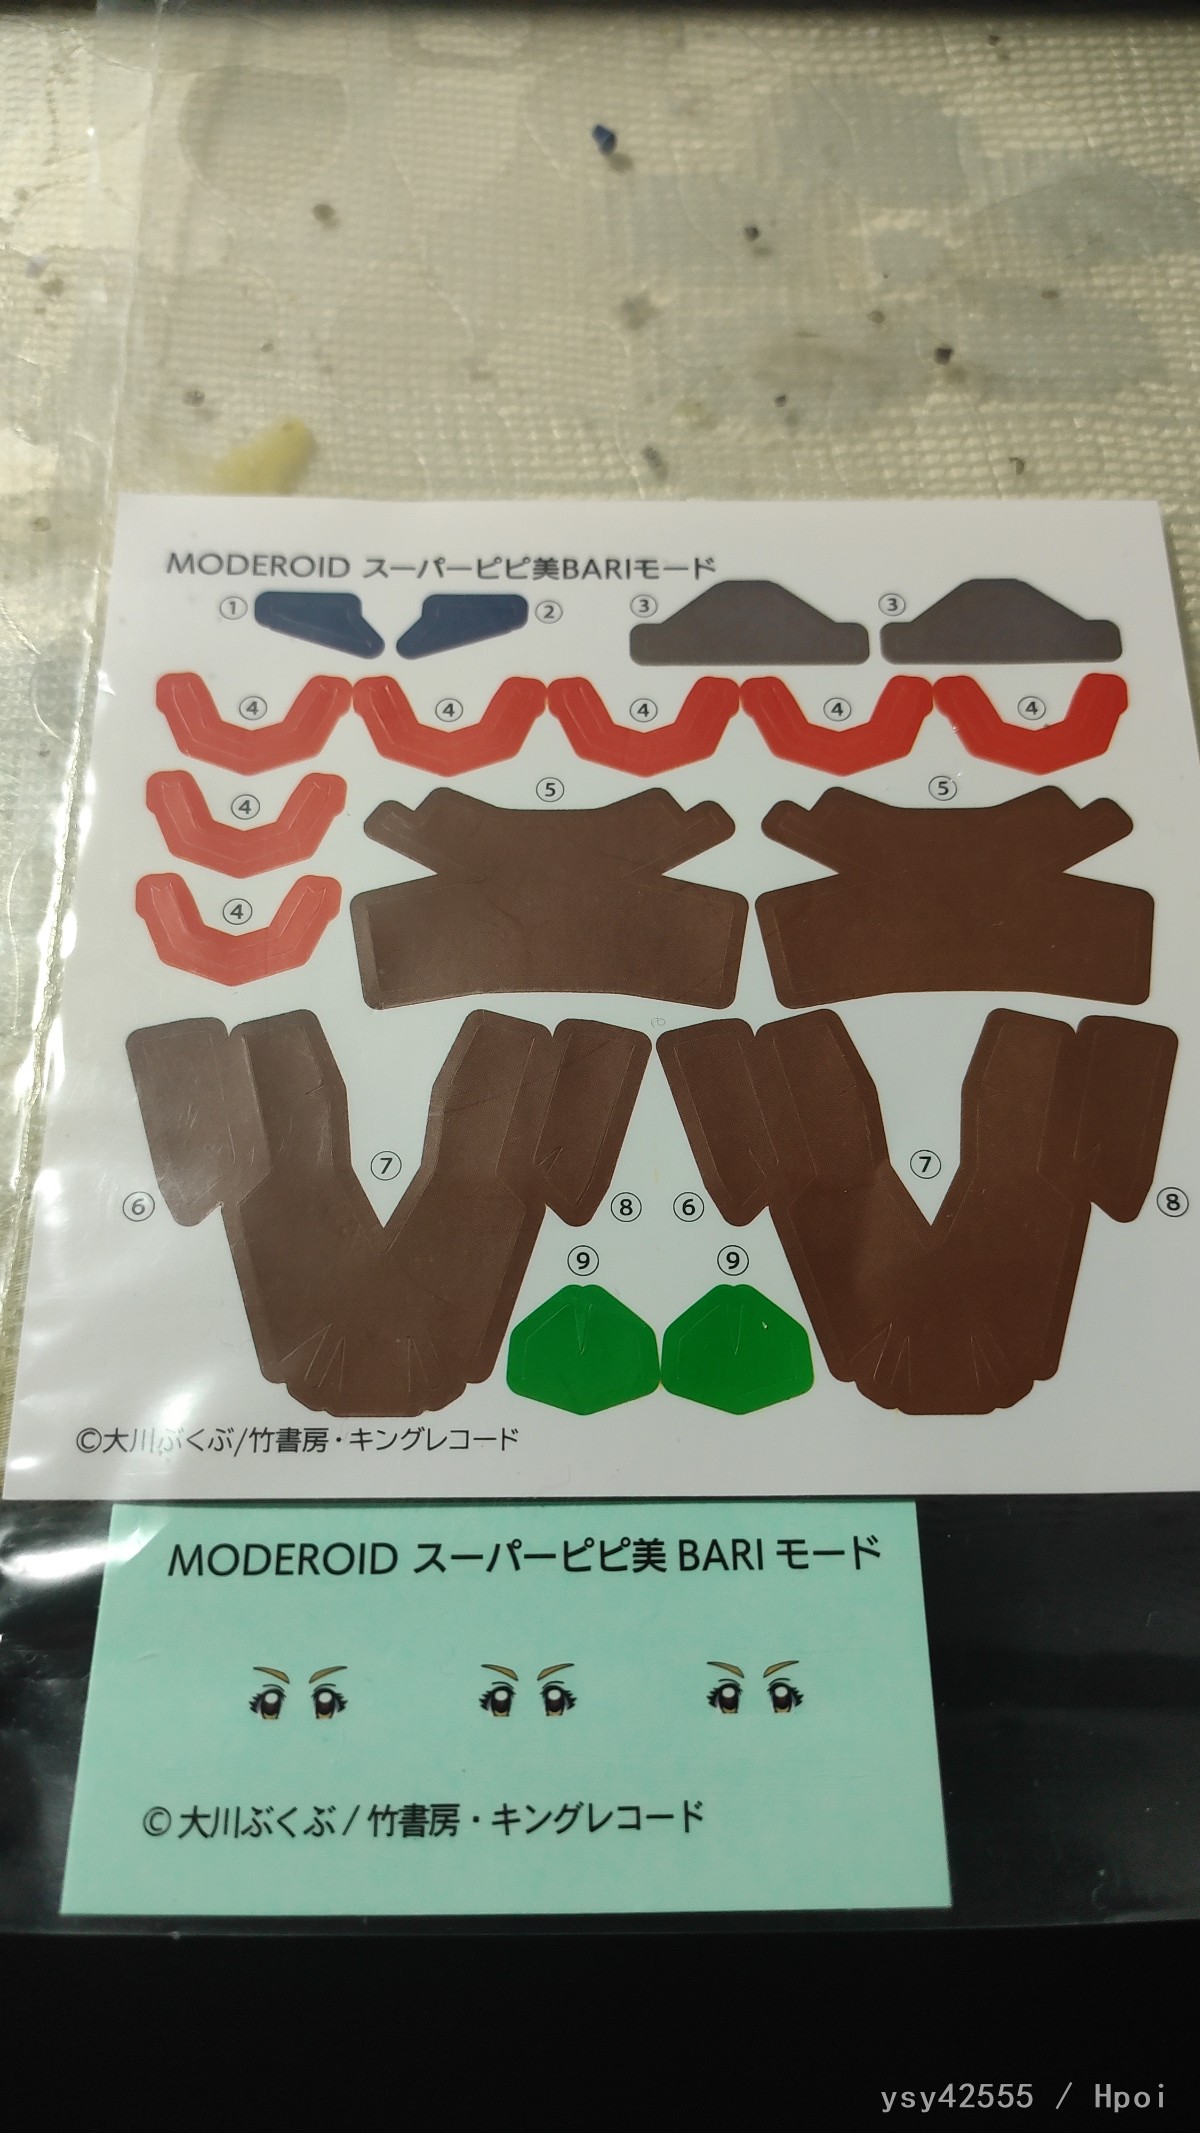 MODEROID スーパーピピ美BARIモード
① ② ③ ③
④ ④ ④ ④ ④
⑤ ⑤
④
④
⑦ ⑦
⑥ ⑧ ⑥ ⑧
⑨ ⑨
©大川ぶくぶ/竹書房・キングレコード
MODEROID スーパーピピ美 BARI モード
© 大川ぶくぶ / 竹書房・キングレコード
ysy42555 / Hpoi